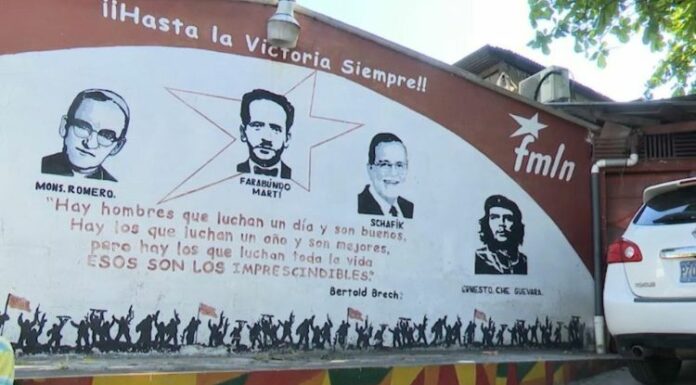 ¡¡Hasta la Victoria Siempre!!
fmln
MONS. ROMERO.
FARABUNDO
MARTÍ
SCHAFIK
ERNESTO, CHE GUEVARA.
"Hay hombres que luchan un día y son buenos,
Hay los que luchan un año y son mejores,
pero hay los que luchan toda la vida
ESOS SON LOS IMPRESCINDIBLES."
Bertold Brech